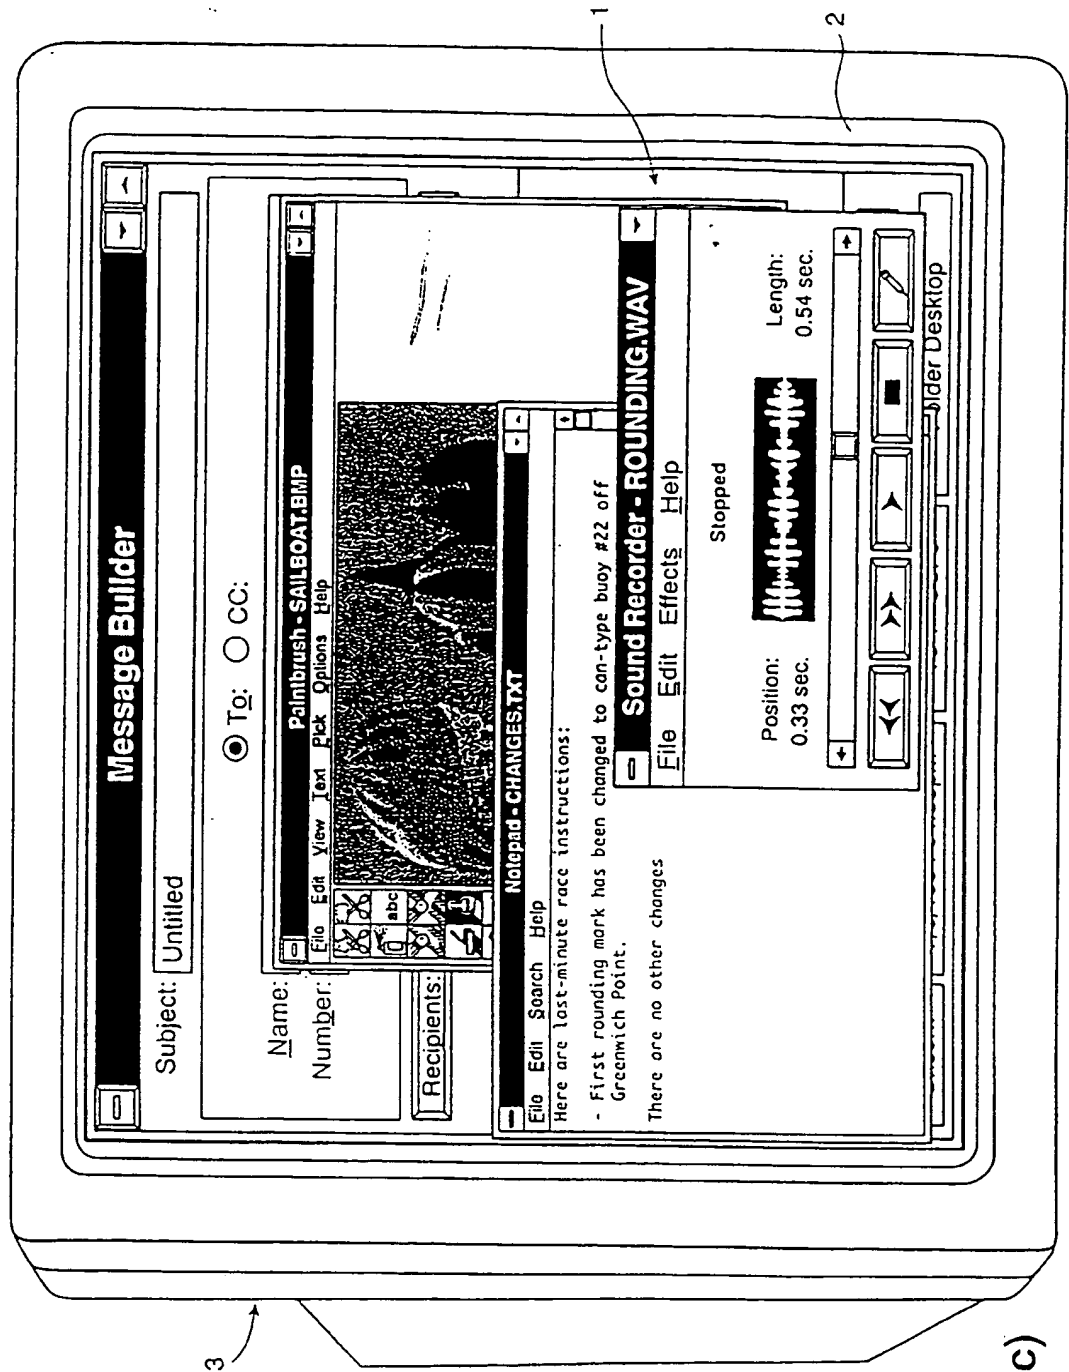 1
2
3
Message Builder
Subject: Untitled
To: CC:
Name:
Number:
Recipients:
Paintbrush - SAILBOAT.BMP
File Edit View Text Pick Options Help
abc
Notepad - CHANGES.TXT
File Edit Search Help
Here are last-minute race instructions:
- First rounding mark has been changed to can-type buoy #22 off
Greenwich Point.
There are no other changes
Sound Recorder - ROUNDING.WAV
File Edit Effects Help
Stopped
Position: Length:
0.33 sec. 0.54 sec.
Desktop
c)